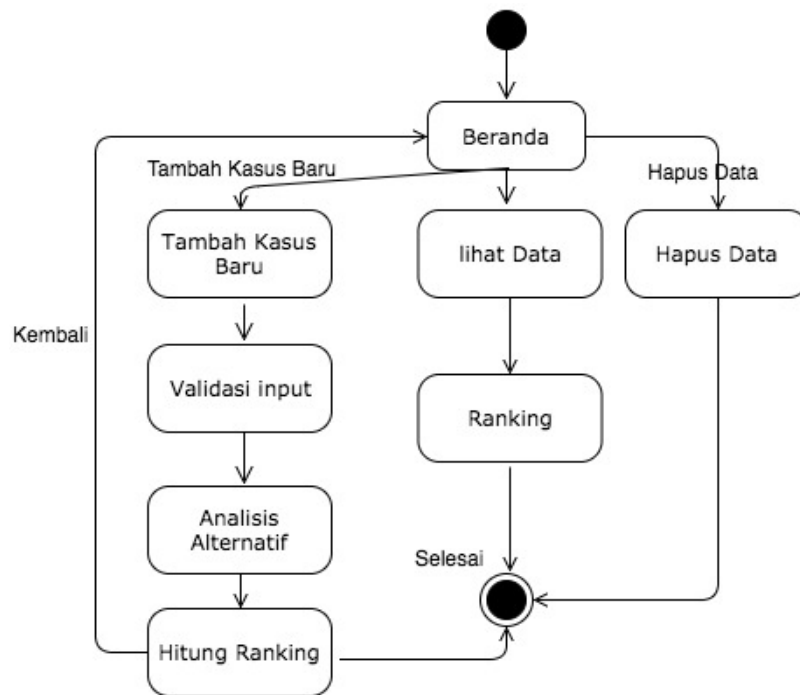 Beranda
Tambah Kasus Baru
Hapus Data
Tambah Kasus
Baru
lihat Data
Hapus Data
Kembali
Validasi input
Ranking
Analisis
Alternatif
Selesai
Hitung Ranking